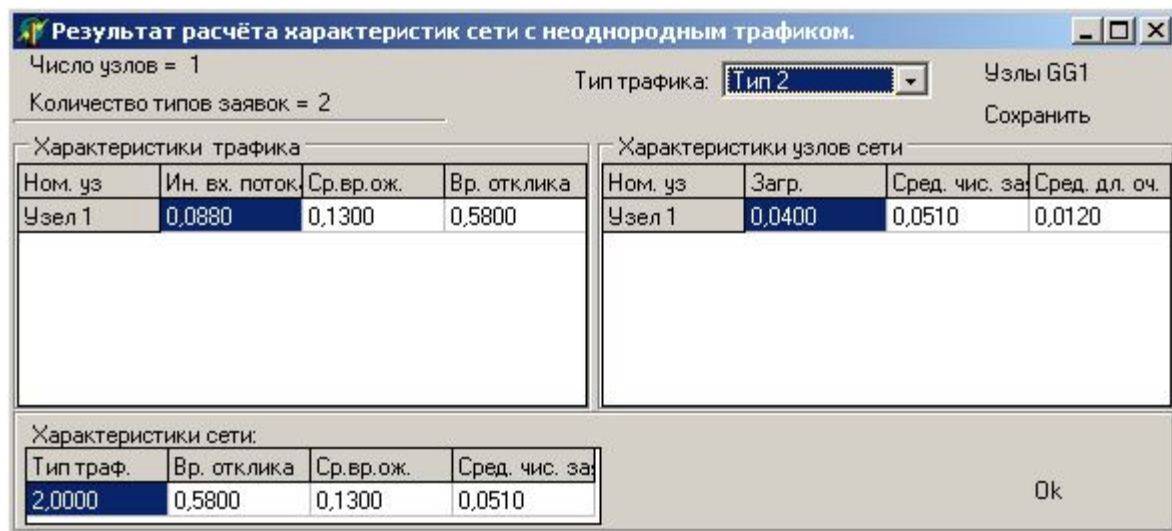 Результат расчёта характеристик сети с неоднородным трафиком.
Число узлов = 1
Количество типов заявок = 2
Тип трафика: Тип 2
Узлы GG1
Сохранить
Характеристики трафика
Ном. уз Ин. вх. поток. Ср.вр.ож. Вр. отклика
Узел 1 0,0880 0,1300 0,5800
Характеристики узлов сети
Ном. уз Загр. Сред. чис. за Сред. дл. оч.
Узел 1 0,0400 0,0510 0,0120
Характеристики сети:
Тип траф. Вр. отклика Ср.вр.ож. Сред. чис. за
2,0000 0,5800 0,1300 0,0510
Ok